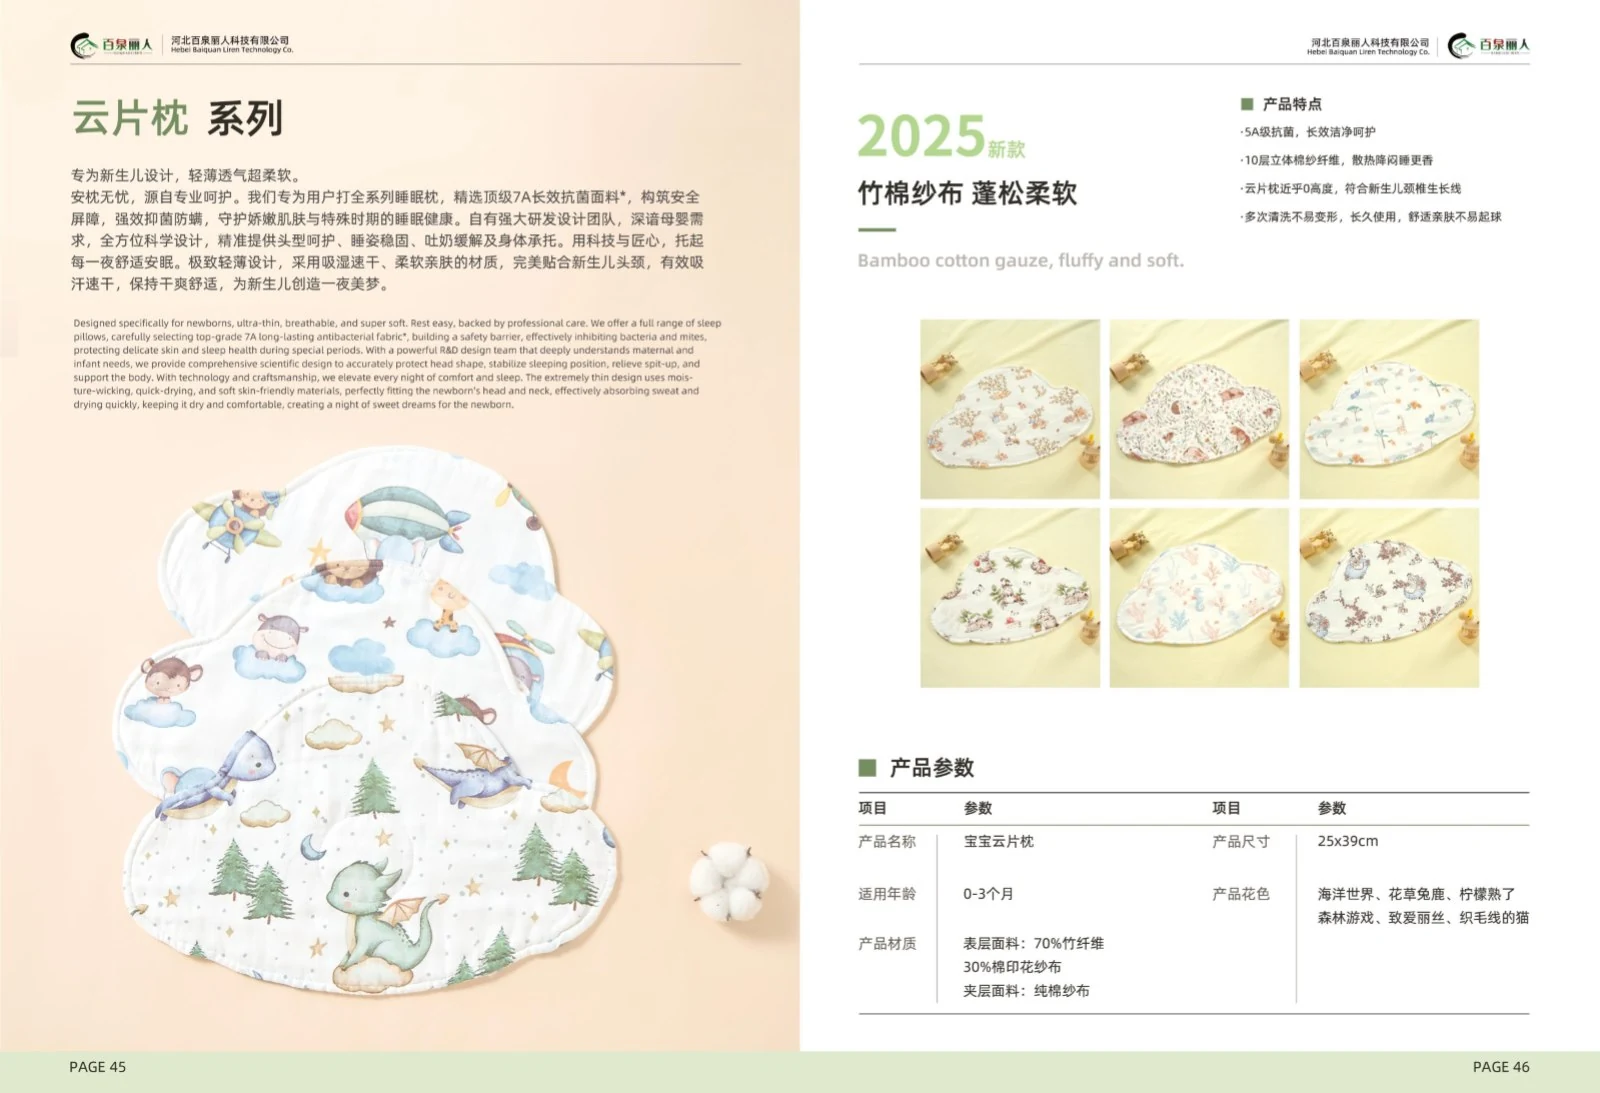 百泉丽人
河北百泉丽人科技有限公司
Hebei Baiquan Liren Technology Co.
云片枕 系列
专为新生儿设计，轻薄透气超柔软。
安枕无忧，源自专业呵护。我们专为用户打全系列睡眠枕，精选顶级7A长效抗菌面料*，构筑安全
屏障，强效抑菌防螨，守护娇嫩肌肤与特殊时期的睡眠健康。自有强大研发设计团队，深谙母婴需
求，全方位科学设计，精准提供头型呵护、睡姿稳固、吐奶缓解及身体承托。用科技与匠心，托起
每一夜舒适安眠。极致轻薄设计，采用吸湿速干、柔软亲肤的材质，完美贴合新生儿头颈，有效吸
汗速干，保持干爽舒适，为新生儿创造一夜美梦。
Designed specifically for newborns, ultra-thin, breathable, and super soft. Rest easy, backed by professional care. We offer a full range of sleep
pillows, carefully selecting top-grade 7A long-lasting antibacterial fabric*, building a safety barrier, effectively inhibiting bacteria and mites,
protecting delicate skin and sleep health during special periods. With a powerful R&D design team that deeply understands maternal and
infant needs, we provide comprehensive scientific design to accurately protect head shape, stabilize sleeping position, relieve spit-up, and
support the body. With technology and craftsmanship, we elevate every night of comfort and sleep. The extremely thin design uses mois-
ture-wicking, quick-drying, and soft skin-friendly materials, perfectly fitting the newborn's head and neck, effectively absorbing sweat and
drying quickly, keeping it dry and comfortable, creating a night of sweet dreams for the newborn.
PAGE 45
河北百泉丽人科技有限公司
Hebei Baiquan Liren Technology Co.
百泉丽人
2025新款
竹棉纱布 蓬松柔软
Bamboo cotton gauze, fluffy and soft.
产品特点
·5A级抗菌，长效洁净呵护
·10层立体棉纱纤维，散热降闷睡更香
·云片枕近乎0高度，符合新生儿颈椎生长线
·多次清洗不易变形，长久使用，舒适亲肤不易起球
产品参数
项目 参数 项目 参数
产品名称 宝宝云片枕 产品尺寸 25x39cm
适用年龄 0-3个月 产品花色 海洋世界、花草兔鹿、柠檬熟了
森林游戏、致爱丽丝、织毛线的猫
产品材质 表层面料：70%竹纤维
30%棉印花纱布
夹层面料：纯棉纱布
PAGE 46